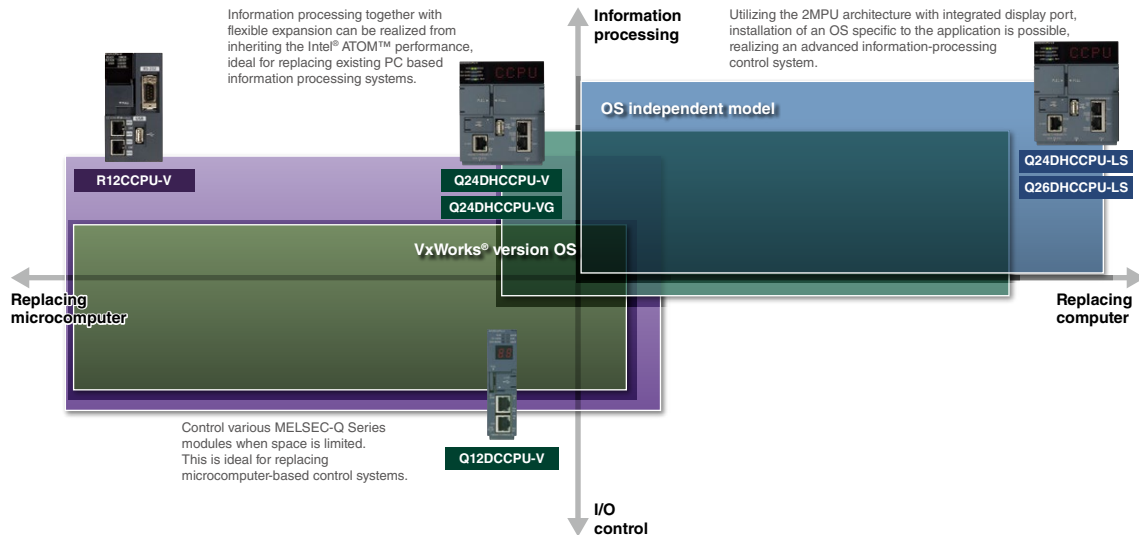 Information processing together with
flexible expansion can be realized from
inheriting the Intel® ATOM™ performance,
ideal for replacing existing PC based
information processing systems.
Information
processing
Utilizing the 2MPU architecture with integrated display port,
installation of an OS specific to the application is possible,
realizing an advanced information-processing
control system.
CCPU
CCPU
OS independent model
R12CCPU-V
Q24DHCCPU-V
Q24DHCCPU-VG
Q24DHCCPU-LS
Q26DHCCPU-LS
VxWorks® version OS
Replacing
microcomputer
Replacing
computer
Control various MELSEC-Q Series
modules when space is limited.
This is ideal for replacing
microcomputer-based control systems.
Q12DCCPU-V
I/O
control